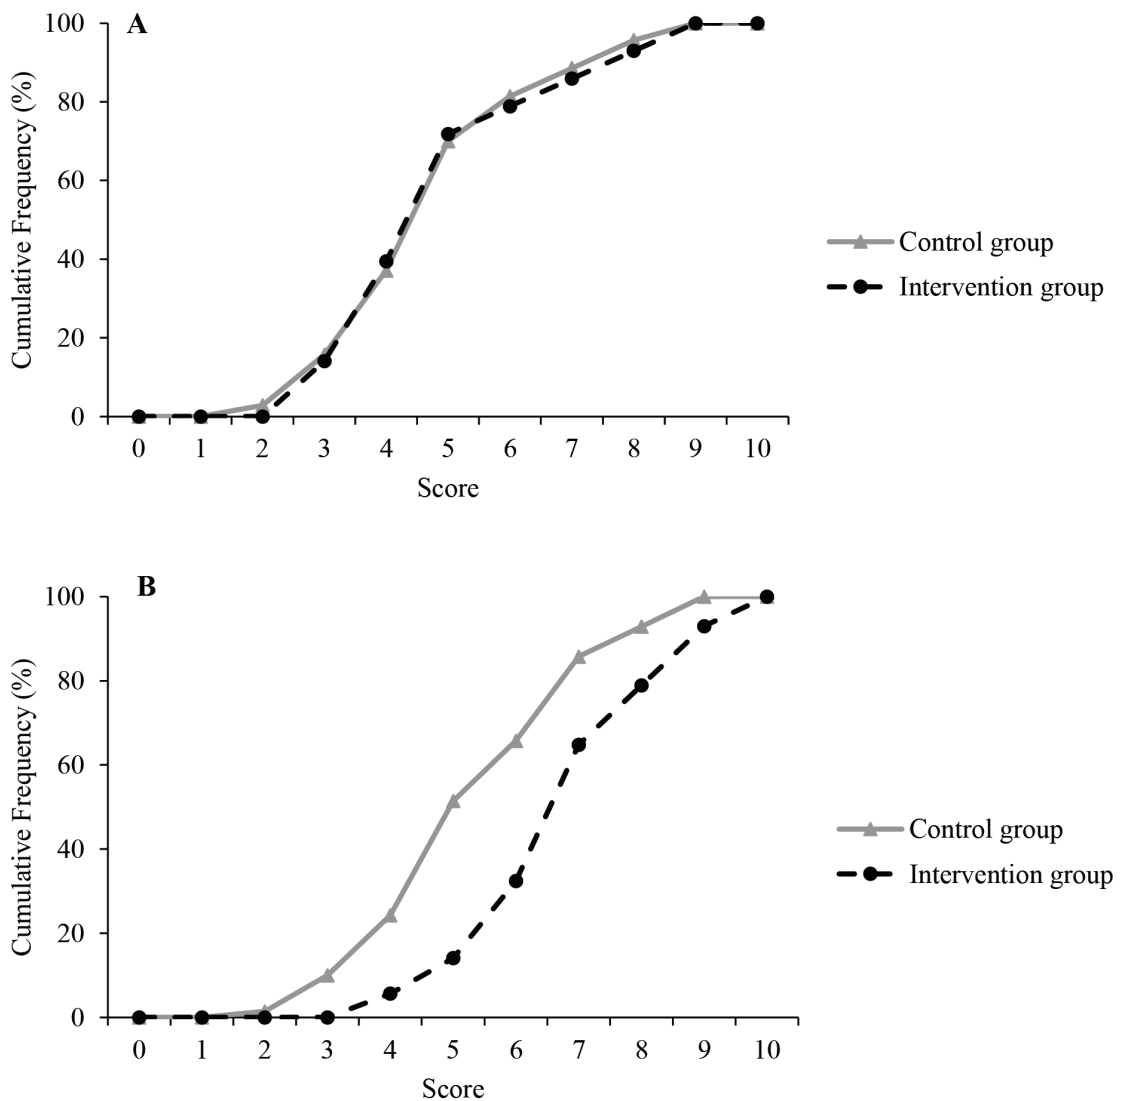 A
100
80
60
40
20
0
Cumulative Frequency (%)
0 1 2 3 4 5 6 7 8 9 10
Score
Control group
Intervention group
B
100
80
60
40
20
0
Cumulative Frequency (%)
0 1 2 3 4 5 6 7 8 9 10
Score
Control group
Intervention group